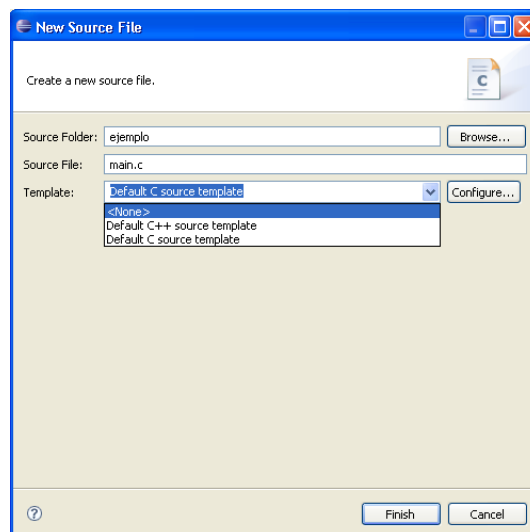 New Source File
Create a new source file.
Source Folder: ejemplo Browse...
Source File: main.c
Template: Default C source template Configure...
<None>
Default C++ source template
Default C source template
Finish Cancel